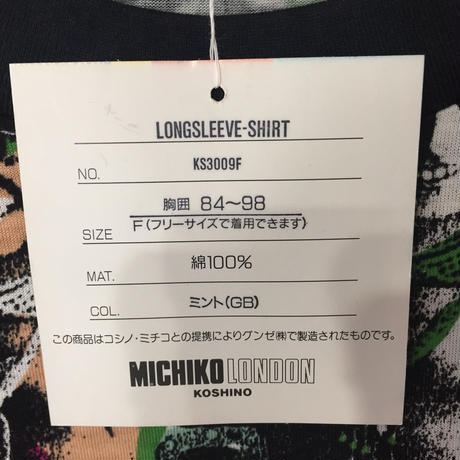 LONGSLEEVE-SHIRT
NO. KS3009F
胸囲 84〜98
SIZE F(フリーサイズで着用できます)
MAT. 綿100%
COL. ミント(GB)
この商品はコシノ・ミチコとの提携によりグンゼ㈱で製造されたものです。
MICHIKO LONDON
KOSHINO